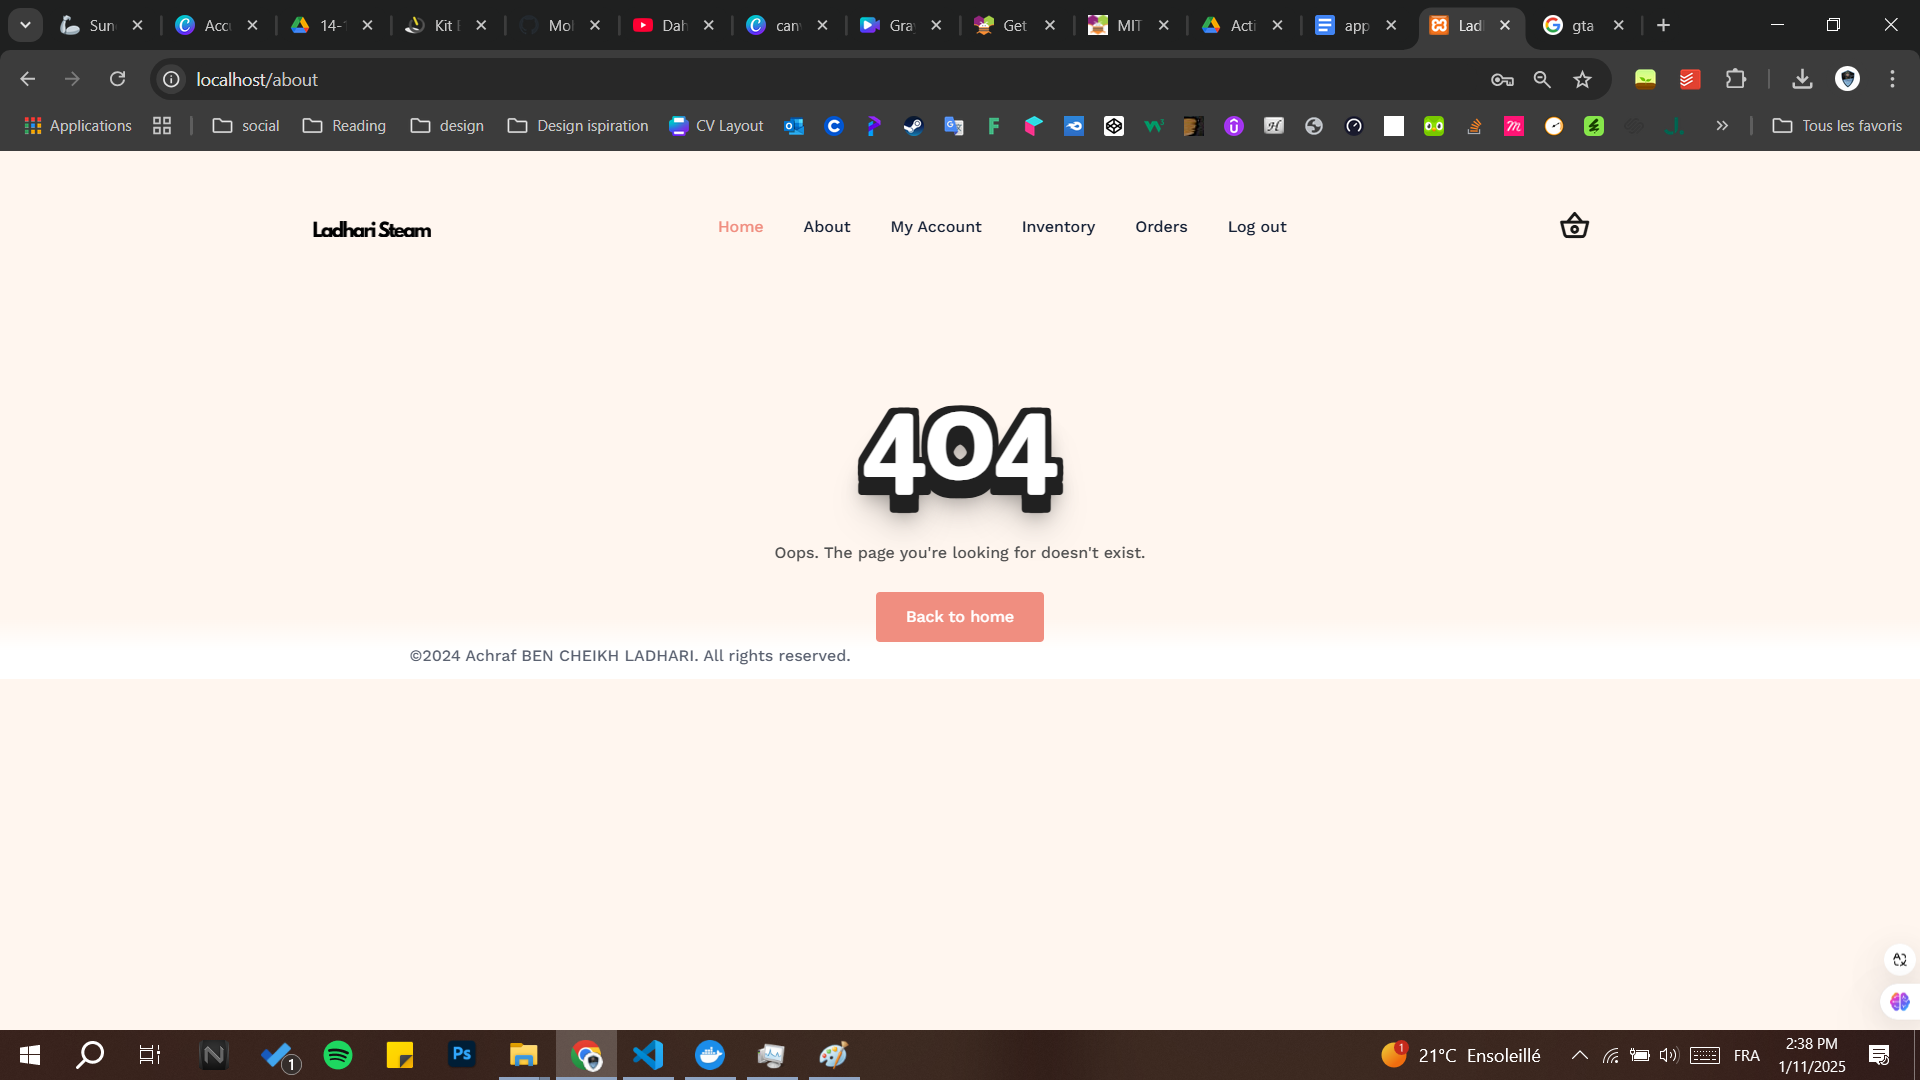 Sun
Acc
14-
Kit
Mol
Dah
can
Gra
Get
MIT
Acti
app
Lad
gta
localhost/about
Applications
social
Reading
design
Design ispiration
CV Layout
Tous les favoris
Ladhari Steam
Home
About
My Account
Inventory
Orders
Log out
404
Oops. The page you're looking for doesn't exist.
Back to home
©2024 Achraf BEN CHEIKH LADHARI. All rights reserved.
1
Ps
1
21°C Ensoleillé
FRA
2:38 PM
1/11/2025